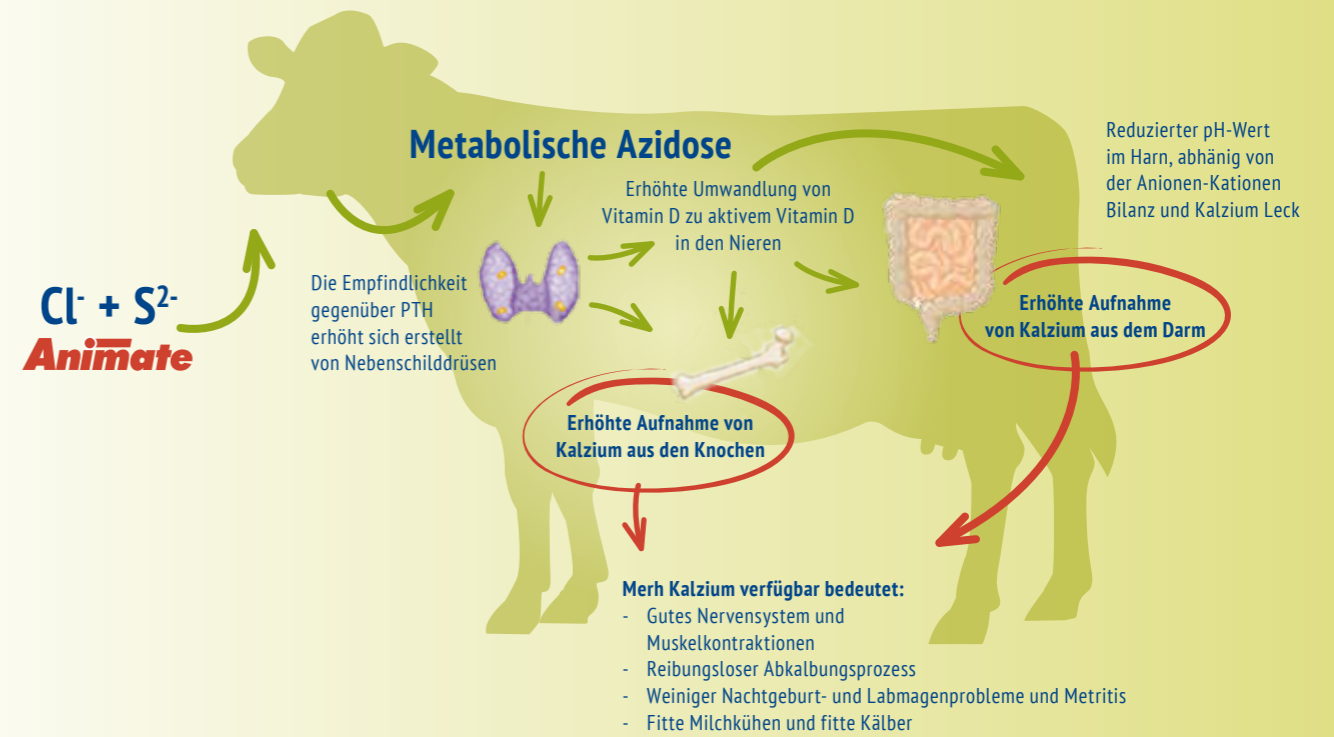 Metabolische Azidose
Reduzierter pH-Wert
im Harn, abhänig von
der Anionen-Kationen
Bilanz und Kalzium Leck
Erhöhte Umwandlung von
Vitamin D zu aktivem Vitamin D
in den Nieren
Die Empfindlichkeit
gegenüber PTH
erhöht sich erstellt
von Nebenschilddrüsen
Cl⁻ + S²⁻
Animate
Erhöhte Aufnahme
von Kalzium aus dem Darm
Erhöhte Aufnahme von
Kalzium aus den Knochen
Merh Kalzium verfügbar bedeutet:
- Gutes Nervensystem und
Muskelkontraktionen
- Reibungsloser Abkalbungsprozess
- Weiniger Nachtgeburt- und Labmagenprobleme und Metritis
- Fitte Milchkühen und fitte Kälber